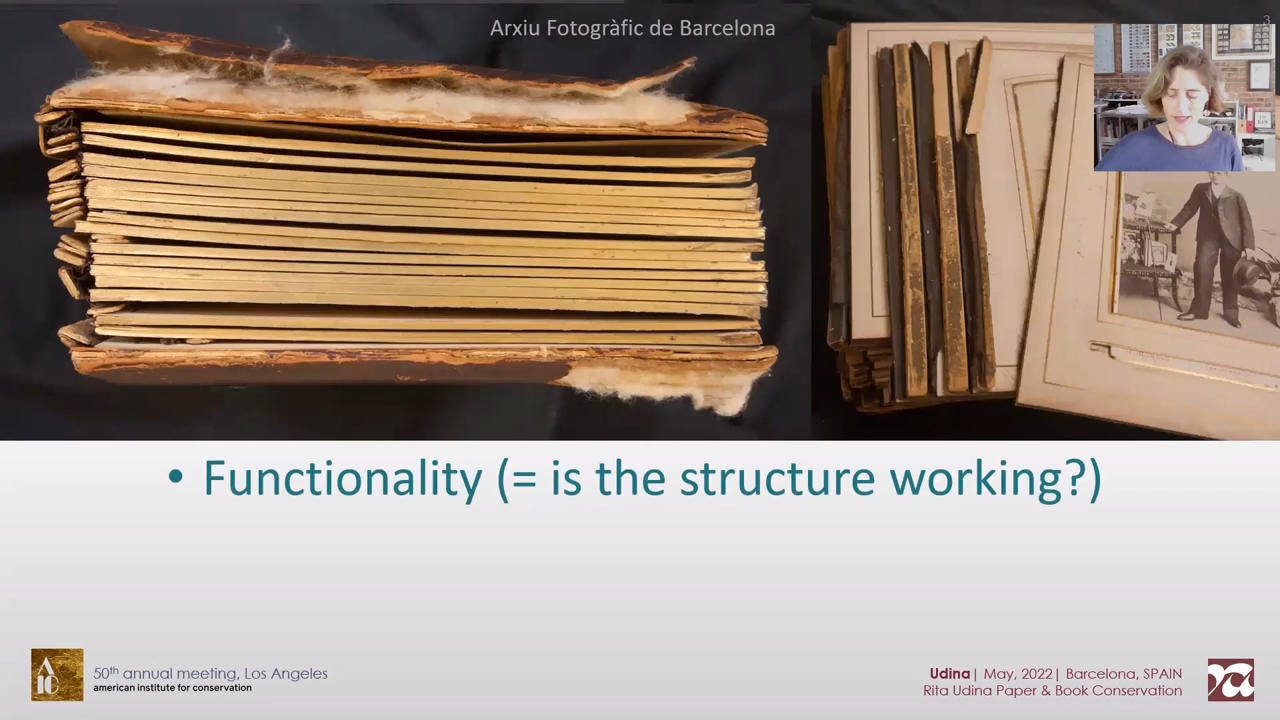 Arxiu Fotogràfic de Barcelona
3
• Functionality (= is the structure working?)
50th annual meeting, Los Angeles
american institute for conservation
Udina| May, 2022| Barcelona, SPAIN
Rita Udina Paper & Book Conservation